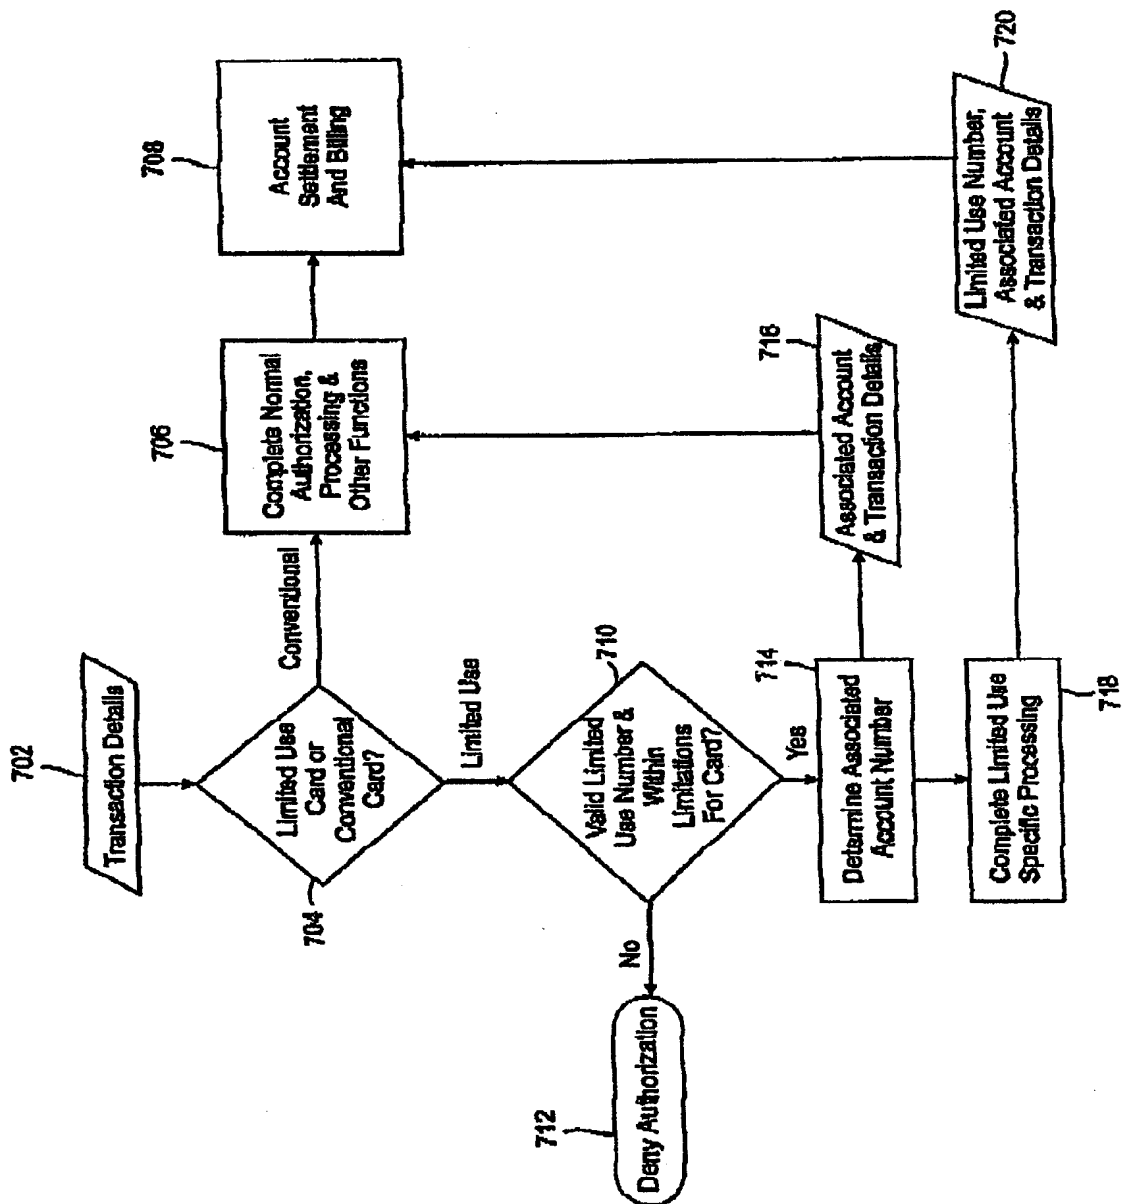 702
Transaction Details
704
Limited Use
Card or
Conventional
Card?
Conventional
706
Complete Normal
Authorization,
Processing &
Other Functions
708
Account
Settlement
And Billing
Limited Use
710
Valid Limited
Use Number &
Within
Limitations
For Card?
No
712
Deny Authorization
Yes
714
Determine Associated
Account Number
716
Associated Account
& Transaction Details
718
Complete Limited Use
Specific Processing
720
Limited Use Number,
Associated Account
& Transaction Details